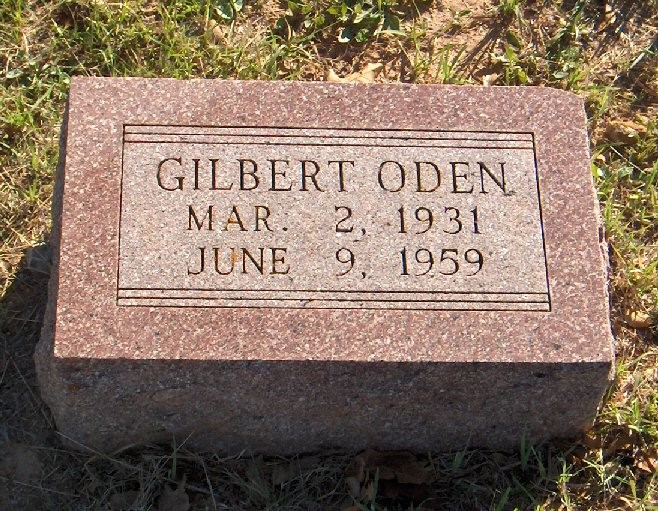 GILBERT ODEN
MAR. 2, 1931
JUNE 9, 1959